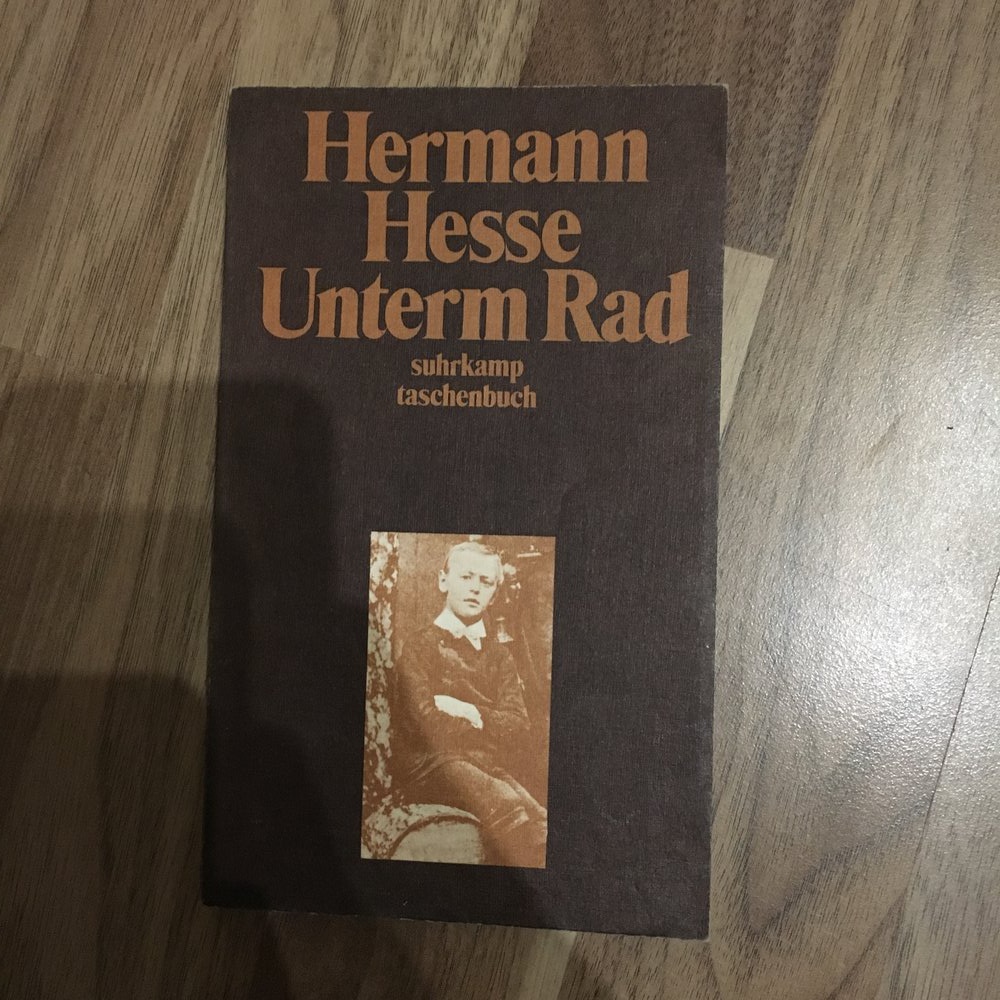 Hermann
Hesse
Unterm Rad
suhrkamp
taschenbuch